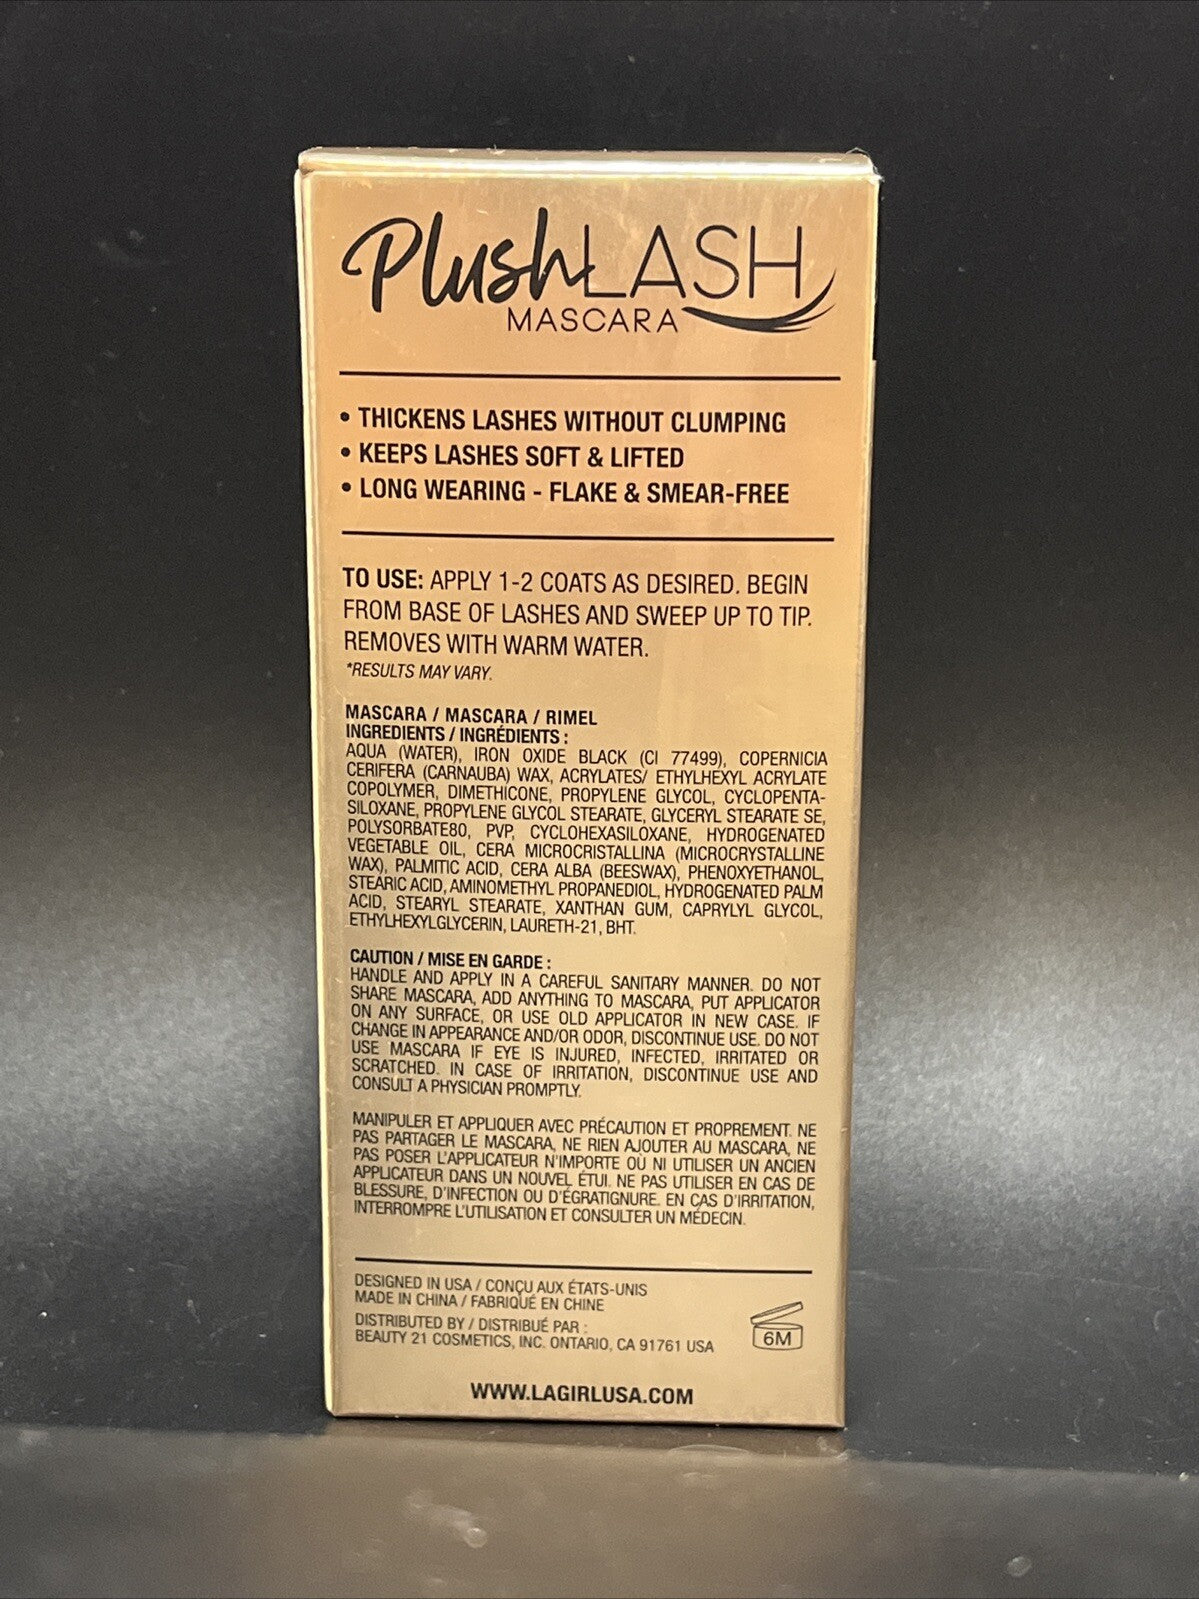 PlushLASH
MASCARA
• THICKENS LASHES WITHOUT CLUMPING
• KEEPS LASHES SOFT & LIFTED
• LONG WEARING - FLAKE & SMEAR-FREE
TO USE: APPLY 1-2 COATS AS DESIRED. BEGIN
FROM BASE OF LASHES AND SWEEP UP TO TIP.
REMOVES WITH WARM WATER.
*RESULTS MAY VARY.
MASCARA / MASCARA / RIMEL
INGREDIENTS / INGRÉDIENTS :
AQUA (WATER), IRON OXIDE BLACK (CI 77499), COPERNICIA
CERIFERA (CARNAUBA) WAX, ACRYLATES/ ETHYLHEXYL ACRYLATE
COPOLYMER, DIMETHICONE, PROPYLENE GLYCOL, CYCLOPENTA-
SILOXANE, PROPYLENE GLYCOL STEARATE, GLYCERYL STEARATE SE,
POLYSORBATE80, PVP, CYCLOHEXASILOXANE, HYDROGENATED
VEGETABLE OIL, CERA MICROCRISTALLINA (MICROCRYSTALLINE
WAX), PALMITIC ACID, CERA ALBA (BEESWAX), PHENOXYETHANOL,
STEARIC ACID, AMINOMETHYL PROPANEDIOL, HYDROGENATED PALM
ACID, STEARYL STEARATE, XANTHAN GUM, CAPRYLYL GLYCOL,
ETHYLHEXYLGLYCERIN, LAURETH-21, BHT.
CAUTION / MISE EN GARDE :
HANDLE AND APPLY IN A CAREFUL SANITARY MANNER. DO NOT
SHARE MASCARA, ADD ANYTHING TO MASCARA, PUT APPLICATOR
ON ANY SURFACE, OR USE OLD APPLICATOR IN NEW CASE. IF
CHANGE IN APPEARANCE AND/OR ODOR, DISCONTINUE USE. DO NOT
USE MASCARA IF EYE IS INJURED, INFECTED, IRRITATED OR
SCRATCHED. IN CASE OF IRRITATION, DISCONTINUE USE AND
CONSULT A PHYSICIAN PROMPTLY.
MANIPULER ET APPLIQUER AVEC PRÉCAUTION ET PROPREMENT. NE
PAS PARTAGER LE MASCARA, NE RIEN AJOUTER AU MASCARA, NE
PAS POSER L'APPLICATEUR N'IMPORTE OÙ NI UTILISER UN ANCIEN
APPLICATEUR DANS UN NOUVEL ÉTUI. NE PAS UTILISER EN CAS DE
BLESSURE, D'INFECTION OU D'ÉGRATIGNURE. EN CAS D'IRRITATION,
INTERROMPRE L'UTILISATION ET CONSULTER UN MÉDECIN.
DESIGNED IN USA / CONÇU AUX ÉTATS-UNIS
MADE IN CHINA / FABRIQUÉ EN CHINE
DISTRIBUTED BY / DISTRIBUÉ PAR :
BEAUTY 21 COSMETICS, INC. ONTARIO, CA 91761 USA
6M
WWW.LAGIRLUSA.COM